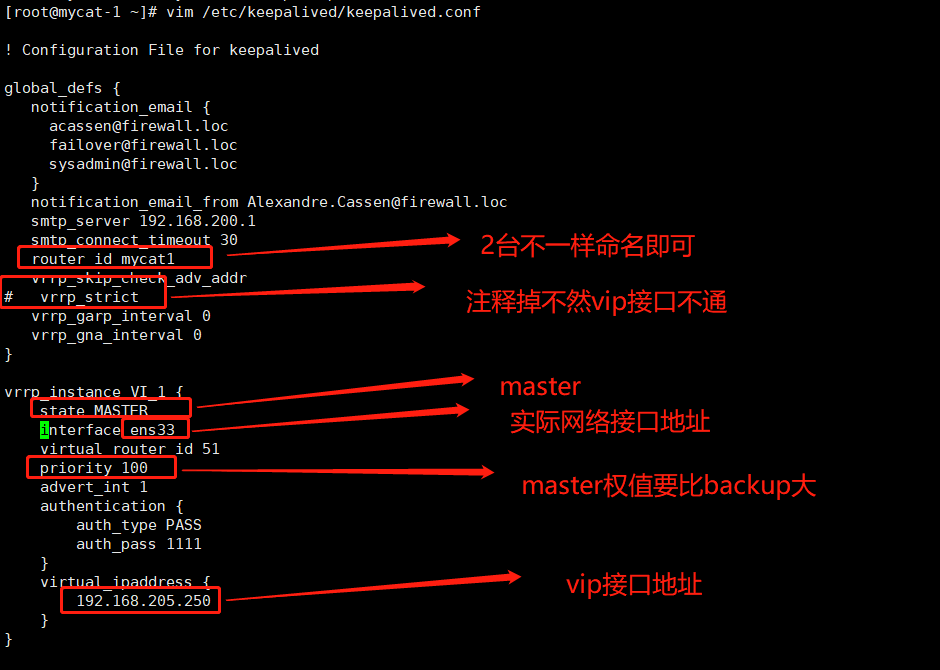 [root@mycat-1 ~]# vim /etc/keepalived/keepalived.conf
! Configuration File for keepalived
global_defs {
notification_email {
acassen@firewall.loc
failover@firewall.loc
sysadmin@firewall.loc
}
notification_email_from Alexandre.Cassen@firewall.loc
smtp_server 192.168.200.1
smtp_connect_timeout 30
router_id mycat1
2台不一样命名即可
vrrp_skip_check_adv_addr
# vrrp_strict
注释掉不然vip接口不通
vrrp_garp_interval 0
vrrp_gna_interval 0
}
vrrp_instance VI_1 {
master
state MASTER
interface ens33
实际网络接口地址
virtual_router_id 51
priority 100
master权值要比backup大
advert_int 1
authentication {
auth_type PASS
auth_pass 1111
}
virtual_ipaddress {
vip接口地址
192.168.205.250
}
}